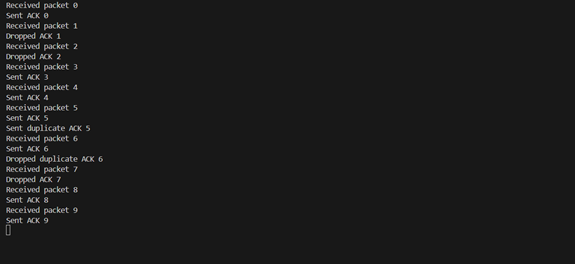 Received packet 0
Sent ACK 0
Received packet 1
Dropped ACK 1
Received packet 2
Dropped ACK 2
Received packet 3
Sent ACK 3
Received packet 4
Sent ACK 4
Received packet 5
Sent ACK 5
Sent duplicate ACK 5
Received packet 6
Sent ACK 6
Dropped duplicate ACK 6
Received packet 7
Dropped ACK 7
Received packet 8
Sent ACK 8
Received packet 9
Sent ACK 9